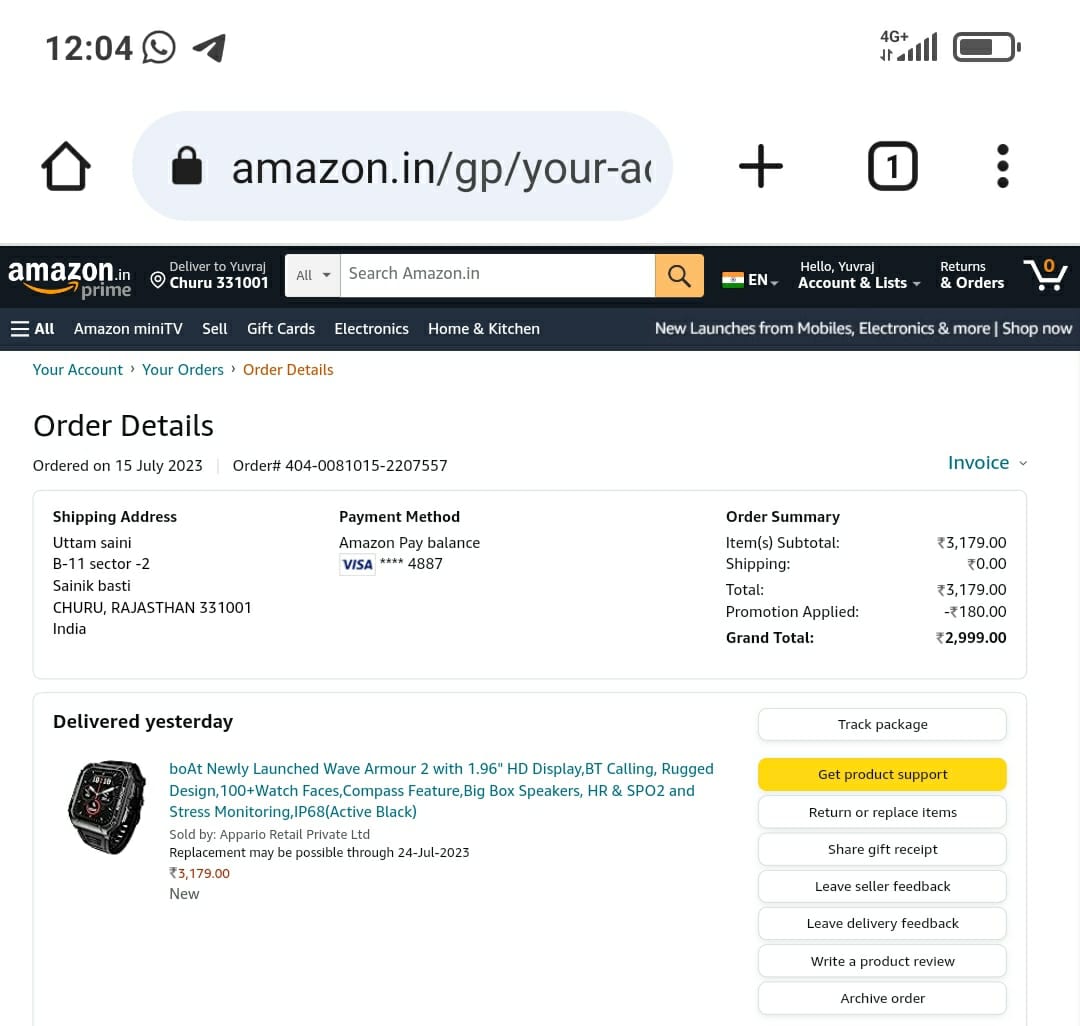 12:04
4G+
amazon.in/gp/your-ac
1
amazon.in
prime
Deliver to Yuvraj
Churu 331001
All
Search Amazon.in
EN
Hello, Yuvraj
Account & Lists
Returns
& Orders
0
All
Amazon miniTV
Sell
Gift Cards
Electronics
Home & Kitchen
New Launches from Mobiles, Electronics & more | Shop now
Your Account › Your Orders › Order Details
Order Details
Ordered on 15 July 2023 | Order# 404-0081015-2207557
Invoice
Shipping Address
Uttam saini
B-11 sector -2
Sainik basti
CHURU, RAJASTHAN 331001
India
Payment Method
Amazon Pay balance
VISA **** 4887
Order Summary
Item(s) Subtotal: ₹3,179.00
Shipping: ₹0.00
Total: ₹3,179.00
Promotion Applied: -₹180.00
Grand Total: ₹2,999.00
Delivered yesterday
boAt Newly Launched Wave Armour 2 with 1.96" HD Display,BT Calling, Rugged
Design,100+Watch Faces,Compass Feature,Big Box Speakers, HR & SPO2 and
Stress Monitoring,IP68(Active Black)
Sold by: Appario Retail Private Ltd
Replacement may be possible through 24-Jul-2023
₹3,179.00
New
Track package
Get product support
Return or replace items
Share gift receipt
Leave seller feedback
Leave delivery feedback
Write a product review
Archive order